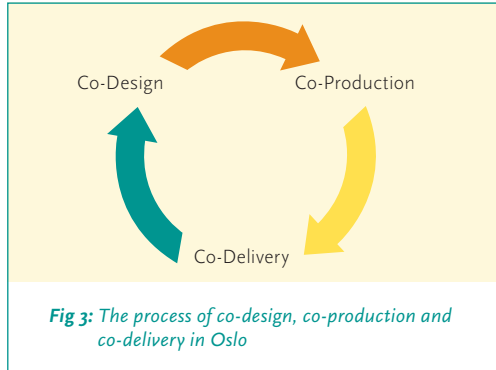 Co-Design
Co-Production
Co-Delivery
Fig 3: The process of co-design, co-production and
co-delivery in Oslo